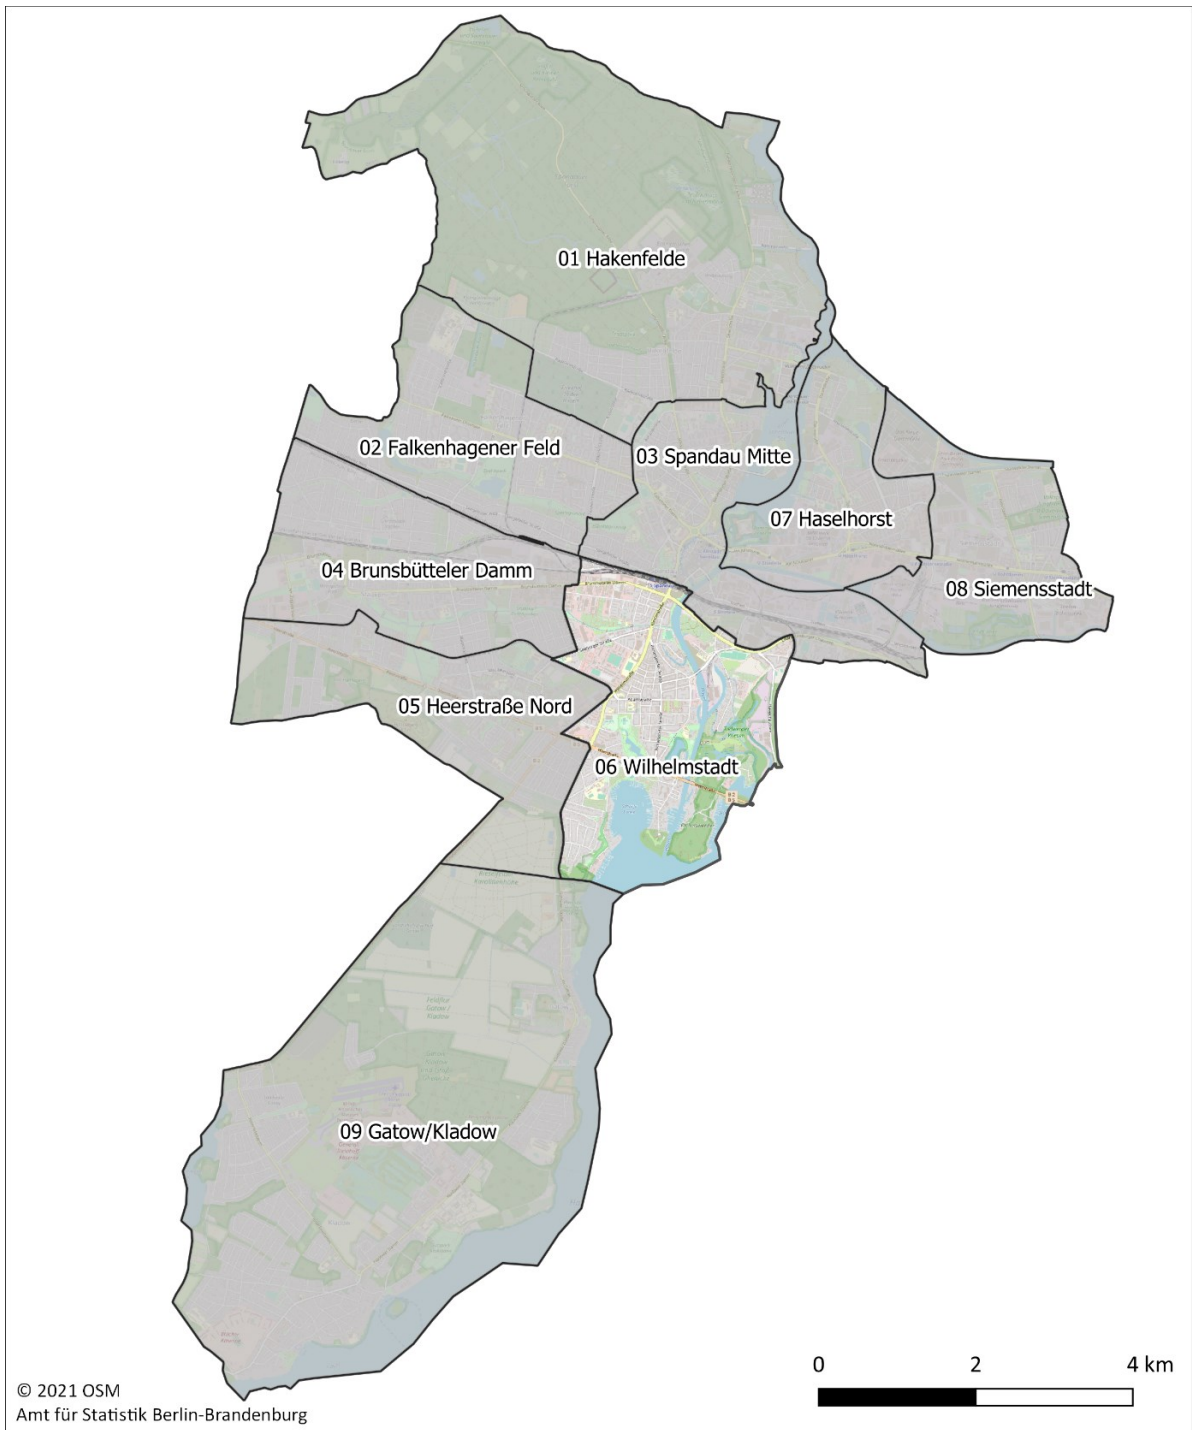 01 Hakenfelde
02 Falkenhagener Feld
03 Spandau Mitte
07 Haselhorst
04 Brunsbütteler Damm
08 Siemensstadt
05 Heerstraße Nord
06 Wilhelmstadt
09 Gatow/Kladow
0 2 4 km
© 2021 OSM
Amt für Statistik Berlin-Brandenburg